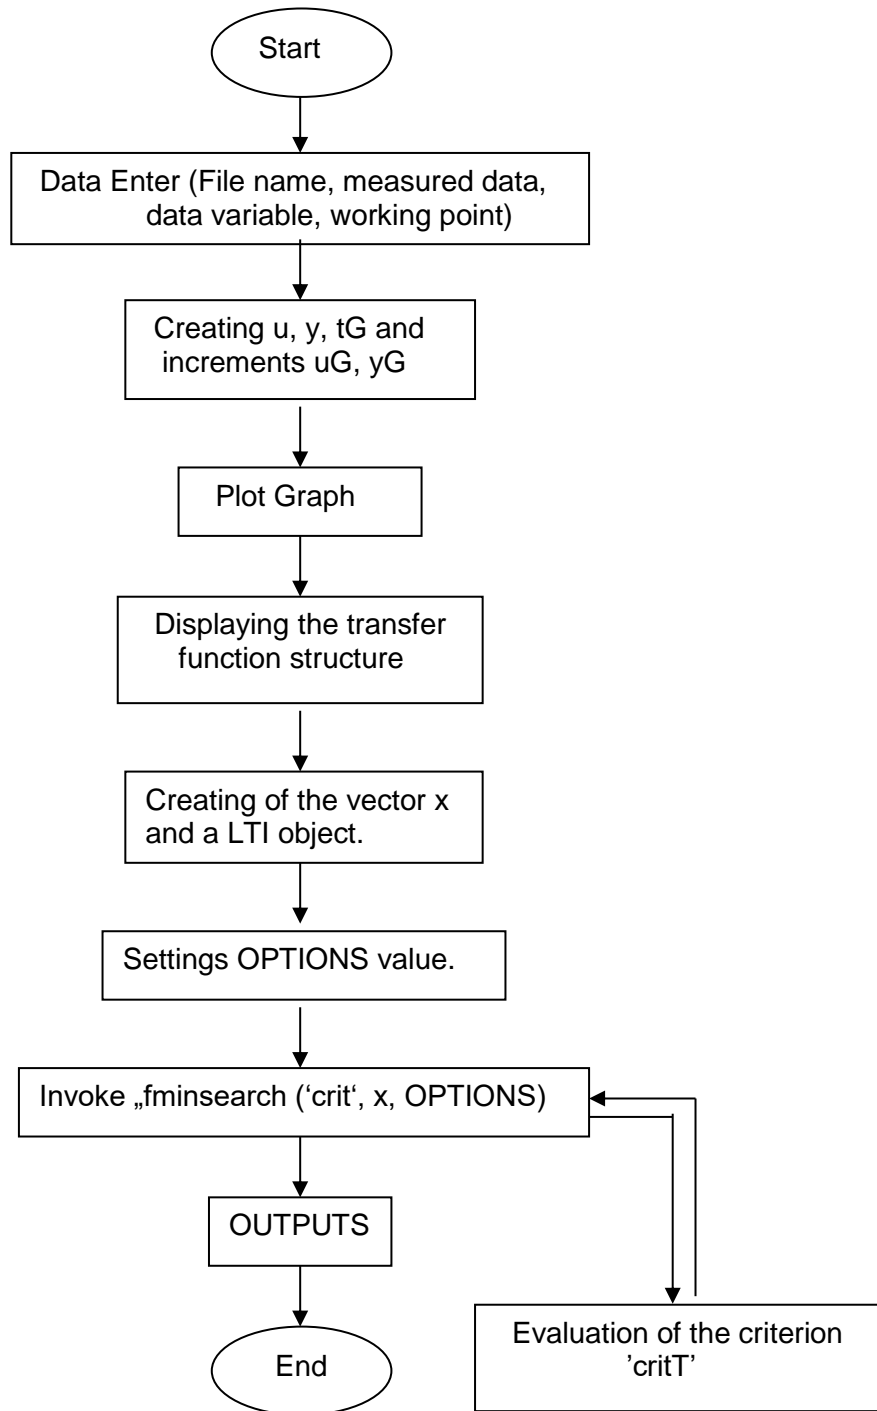 Start
Data Enter (File name, measured data,
data variable, working point)
Creating u, y, tG and
increments uG, yG
Plot Graph
Displaying the transfer
function structure
Creating of the vector x
and a LTI object.
Settings OPTIONS value.
Invoke „fminsearch (‘crit‘, x, OPTIONS)
OUTPUTS
End
Evaluation of the criterion
’critT’